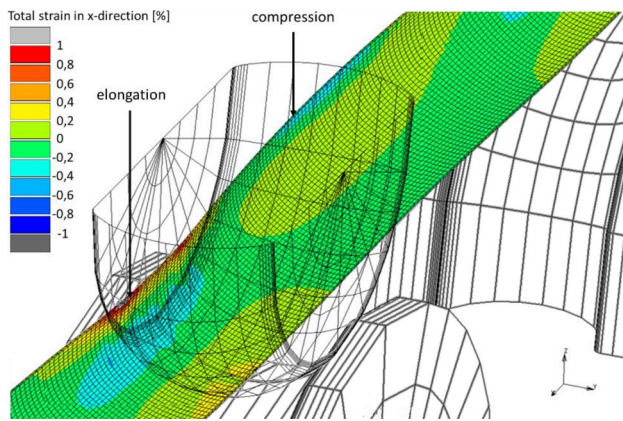 Total strain in x-direction [%]
compression
1
0,8
0,6
elongation
0,4
0,2
0
-0,2
-0,4
-0,6
-0,8
-1
z
Y